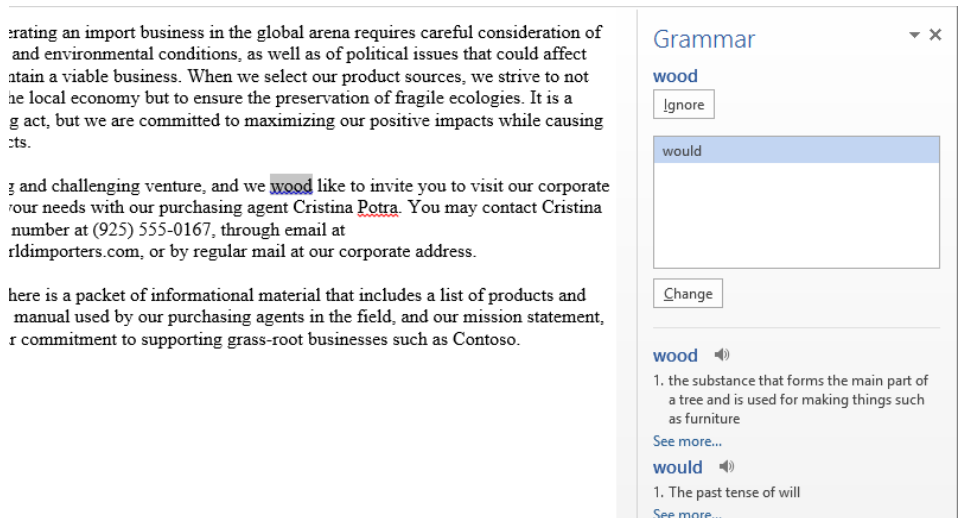 erating an import business in the global arena requires careful consideration of
and environmental conditions, as well as of political issues that could affect
ntain a viable business. When we select our product sources, we strive to not
he local economy but to ensure the preservation of fragile ecologies. It is a
g act, but we are committed to maximizing our positive impacts while causing
cts.
g and challenging venture, and we wood like to invite you to visit our corporate
your needs with our purchasing agent Cristina Potra. You may contact Cristina
number at (925) 555-0167, through email at
rldimporters.com, or by regular mail at our corporate address.
here is a packet of informational material that includes a list of products and
manual used by our purchasing agents in the field, and our mission statement,
r commitment to supporting grass-root businesses such as Contoso.
Grammar
wood
Ignore
would
Change
wood
1. the substance that forms the main part of
a tree and is used for making things such
as furniture
See more...
would
1. The past tense of will
See more...